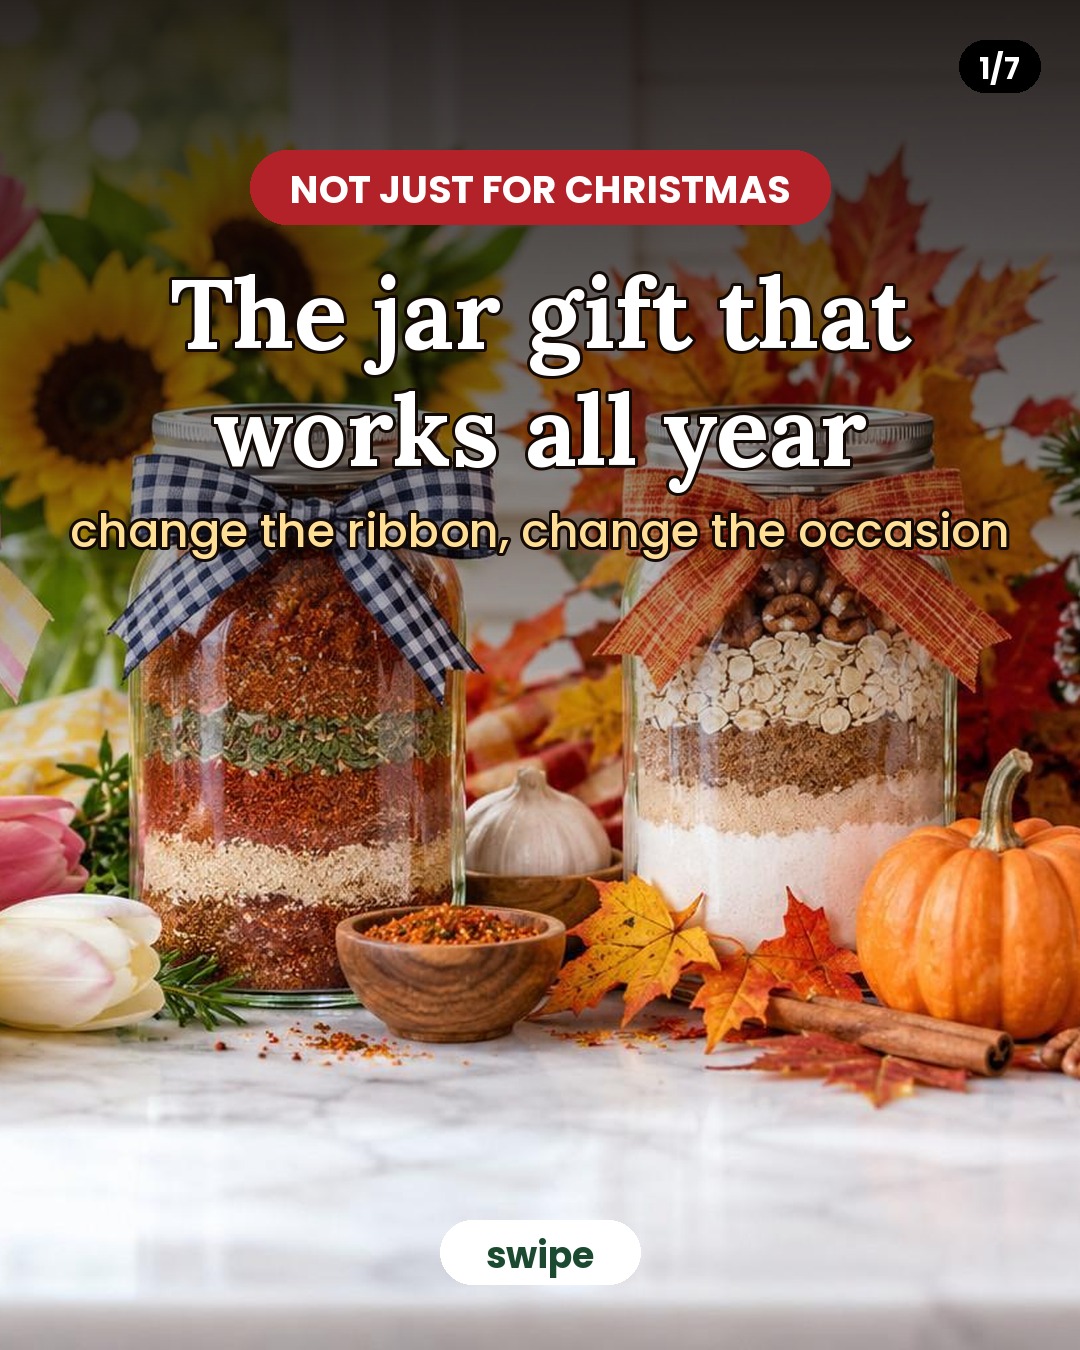 1/7
NOT JUST FOR CHRISTMAS
The jar gift that
works all year
change the ribbon, change the occasion
swipe